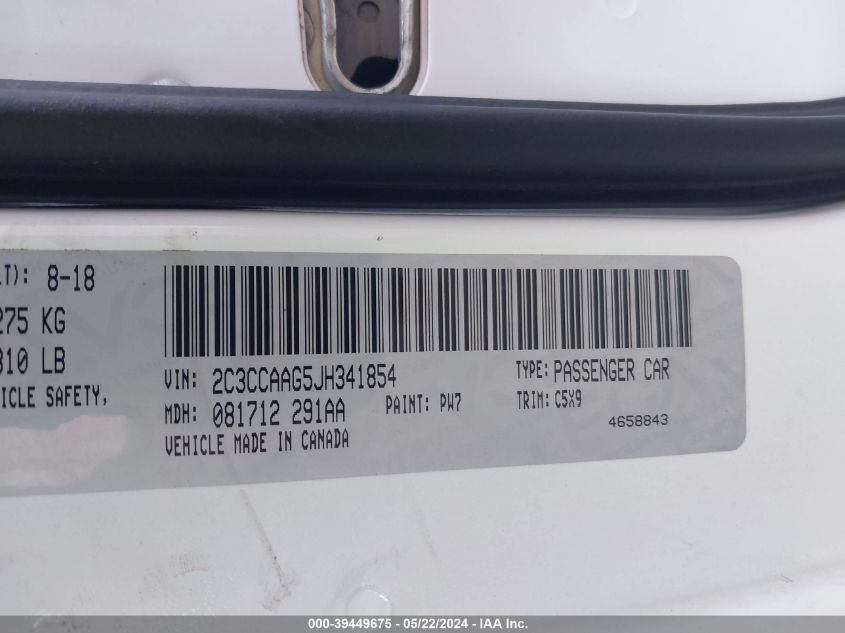 .T): 8-18
275 KG
310 LB
ICLE SAFETY,
VIN: 2C3CCAAG5JH341854
TYPE: PASSENGER CAR
MDH: 081712 291AA PAINT: PW7 TRIM: C5X9
VEHICLE MADE IN CANADA
4658843
000-39449675 - 05/22/2024 - IAA Inc.